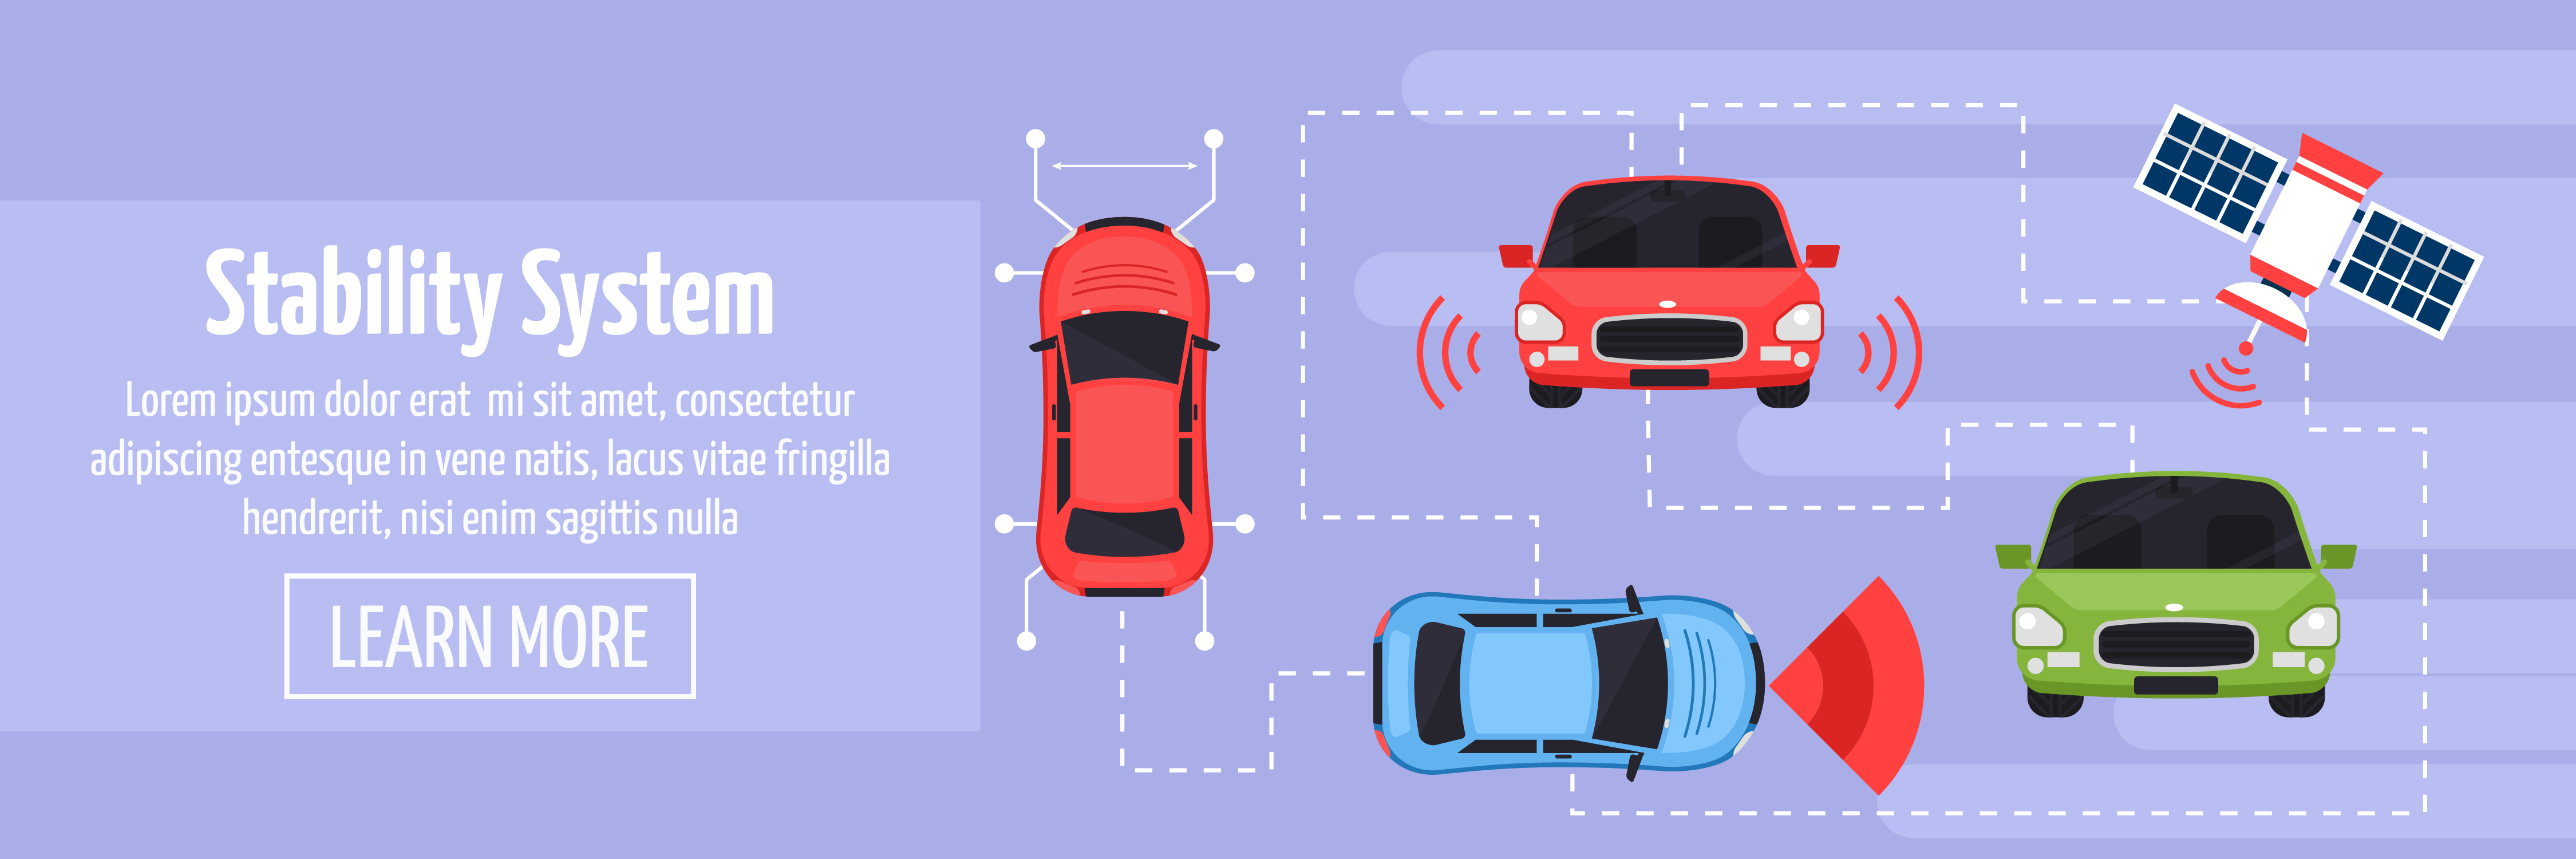 Stability System
Lorem ipsum dolor erat  mi sit amet, consectetur
adipiscing entesque in vene natis, lacus vitae fringilla
hendrerit, nisi enim sagittis nulla
LEARN MORE